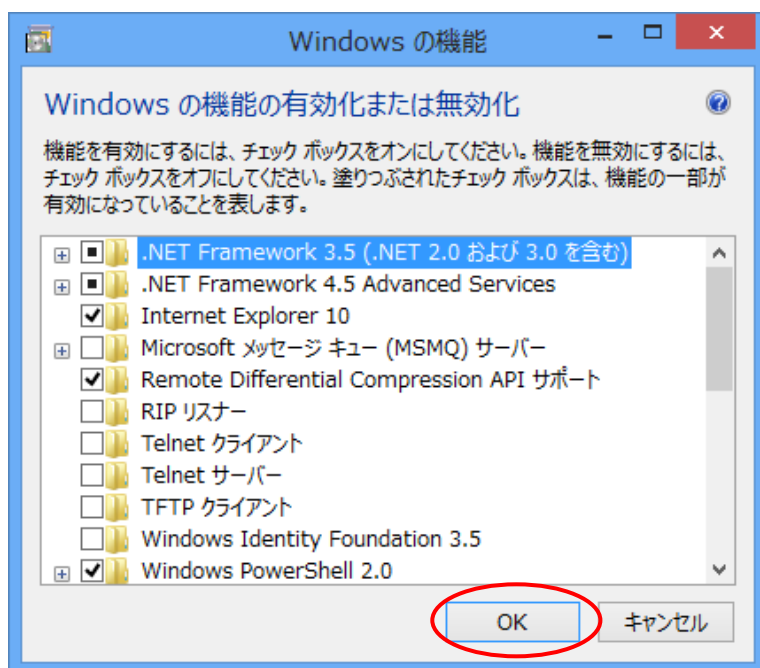 Windows の機能
Windows の機能の有効化または無効化
機能を有効にするには、チェック ボックスをオンにしてください。機能を無効にするには、
チェック ボックスをオフにしてください。塗りつぶされたチェック ボックスは、機能の一部が
有効になっていることを表します。
.NET Framework 3.5 (.NET 2.0 および 3.0 を含む)
.NET Framework 4.5 Advanced Services
Internet Explorer 10
Microsoft メッセージ キュー (MSMQ) サーバー
Remote Differential Compression API サポート
RIP リスナー
Telnet クライアント
Telnet サーバー
TFTP クライアント
Windows Identity Foundation 3.5
Windows PowerShell 2.0
OK キャンセル